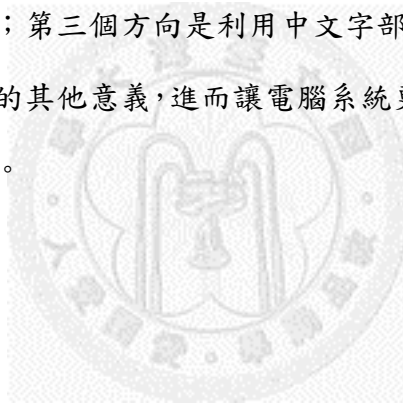 ；第三個方向是利用中文字部
的其他意義，進而讓電腦系統
。